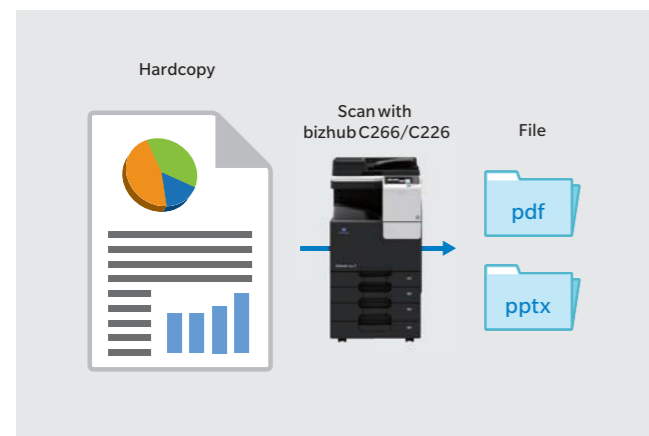 Hardcopy
Scan with
bizhub C266/C226
File
pdf
pptx